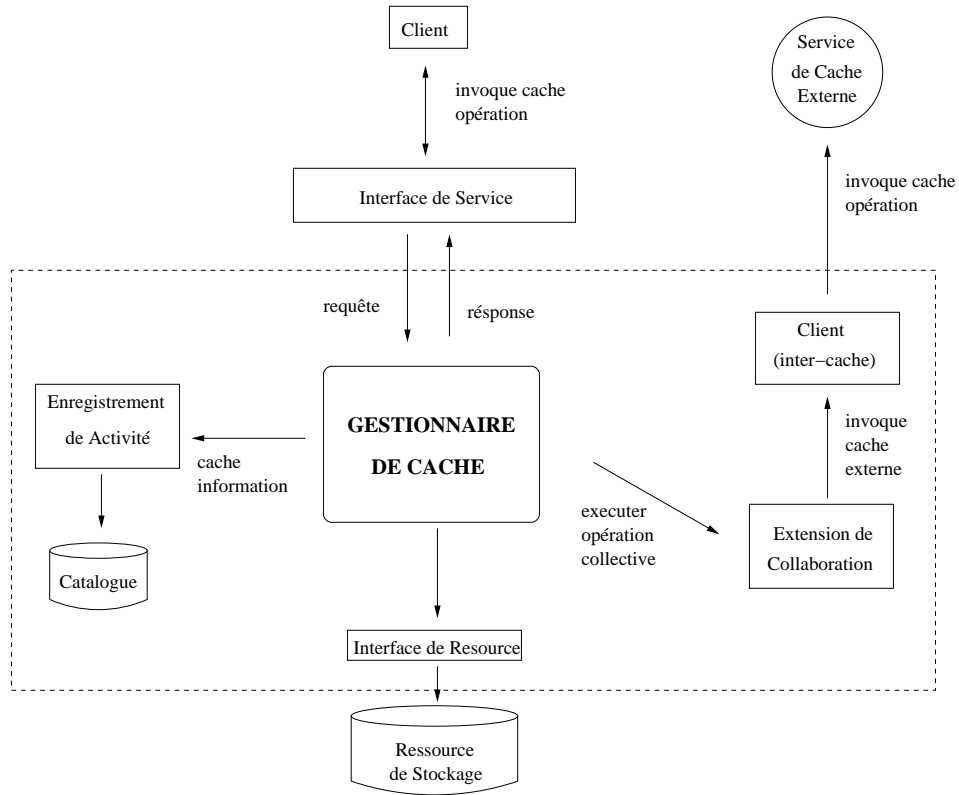 Client
Service
de Cache
Externe
invoque cache
opération
Interface de Service
invoque cache
opération
requête
résponse
Client
(inter−cache)
Enregistrement
de Activité
GESTIONNAIRE
DE CACHE
cache
information
invoque
cache
externe
executer
opération
collective
Extension de
Collaboration
Catalogue
Interface de Resource
Ressource
de Stockage